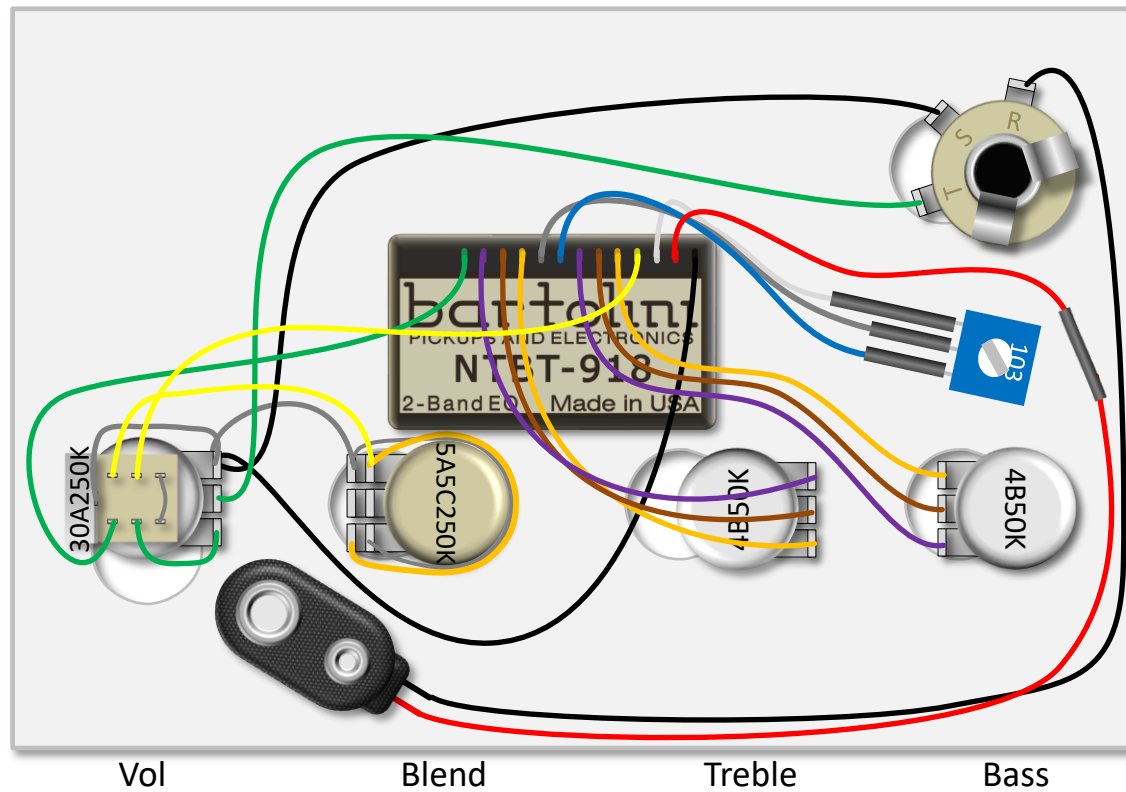 R
S
T
bartolini
PICKUPS AND ELECTRONICS
NTBT-918
2-Band EQ Made in USA
103
30A250K
5A5C250K
4B50K
4B50K
Vol Blend Treble Bass